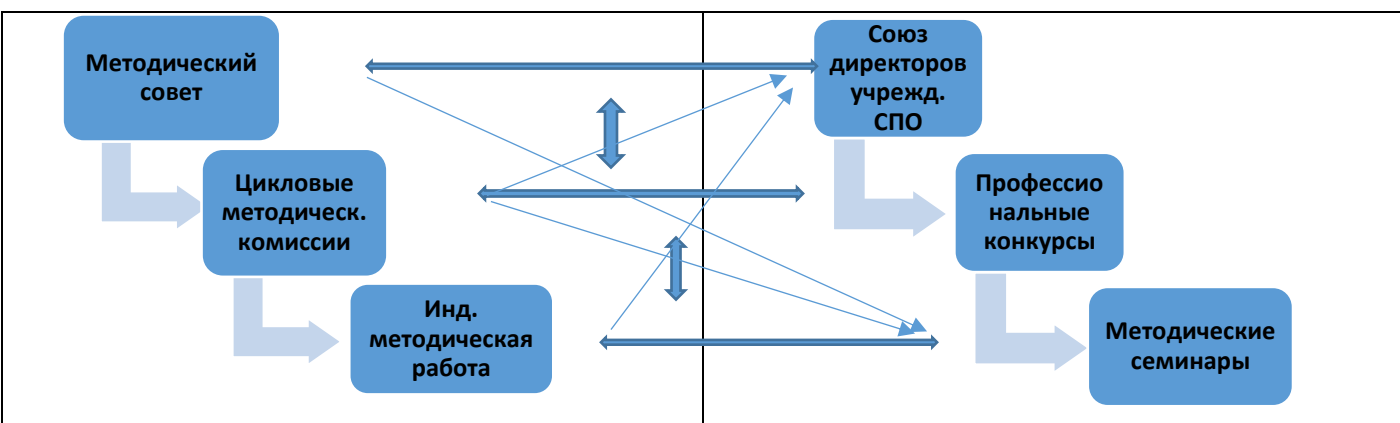 Методический
совет
Цикловые
методическ.
комиссии
Инд.
методическая
работа
Союз
директоров
учрежд.
СПО
Профессио
нальные
конкурсы
Методические
семинары